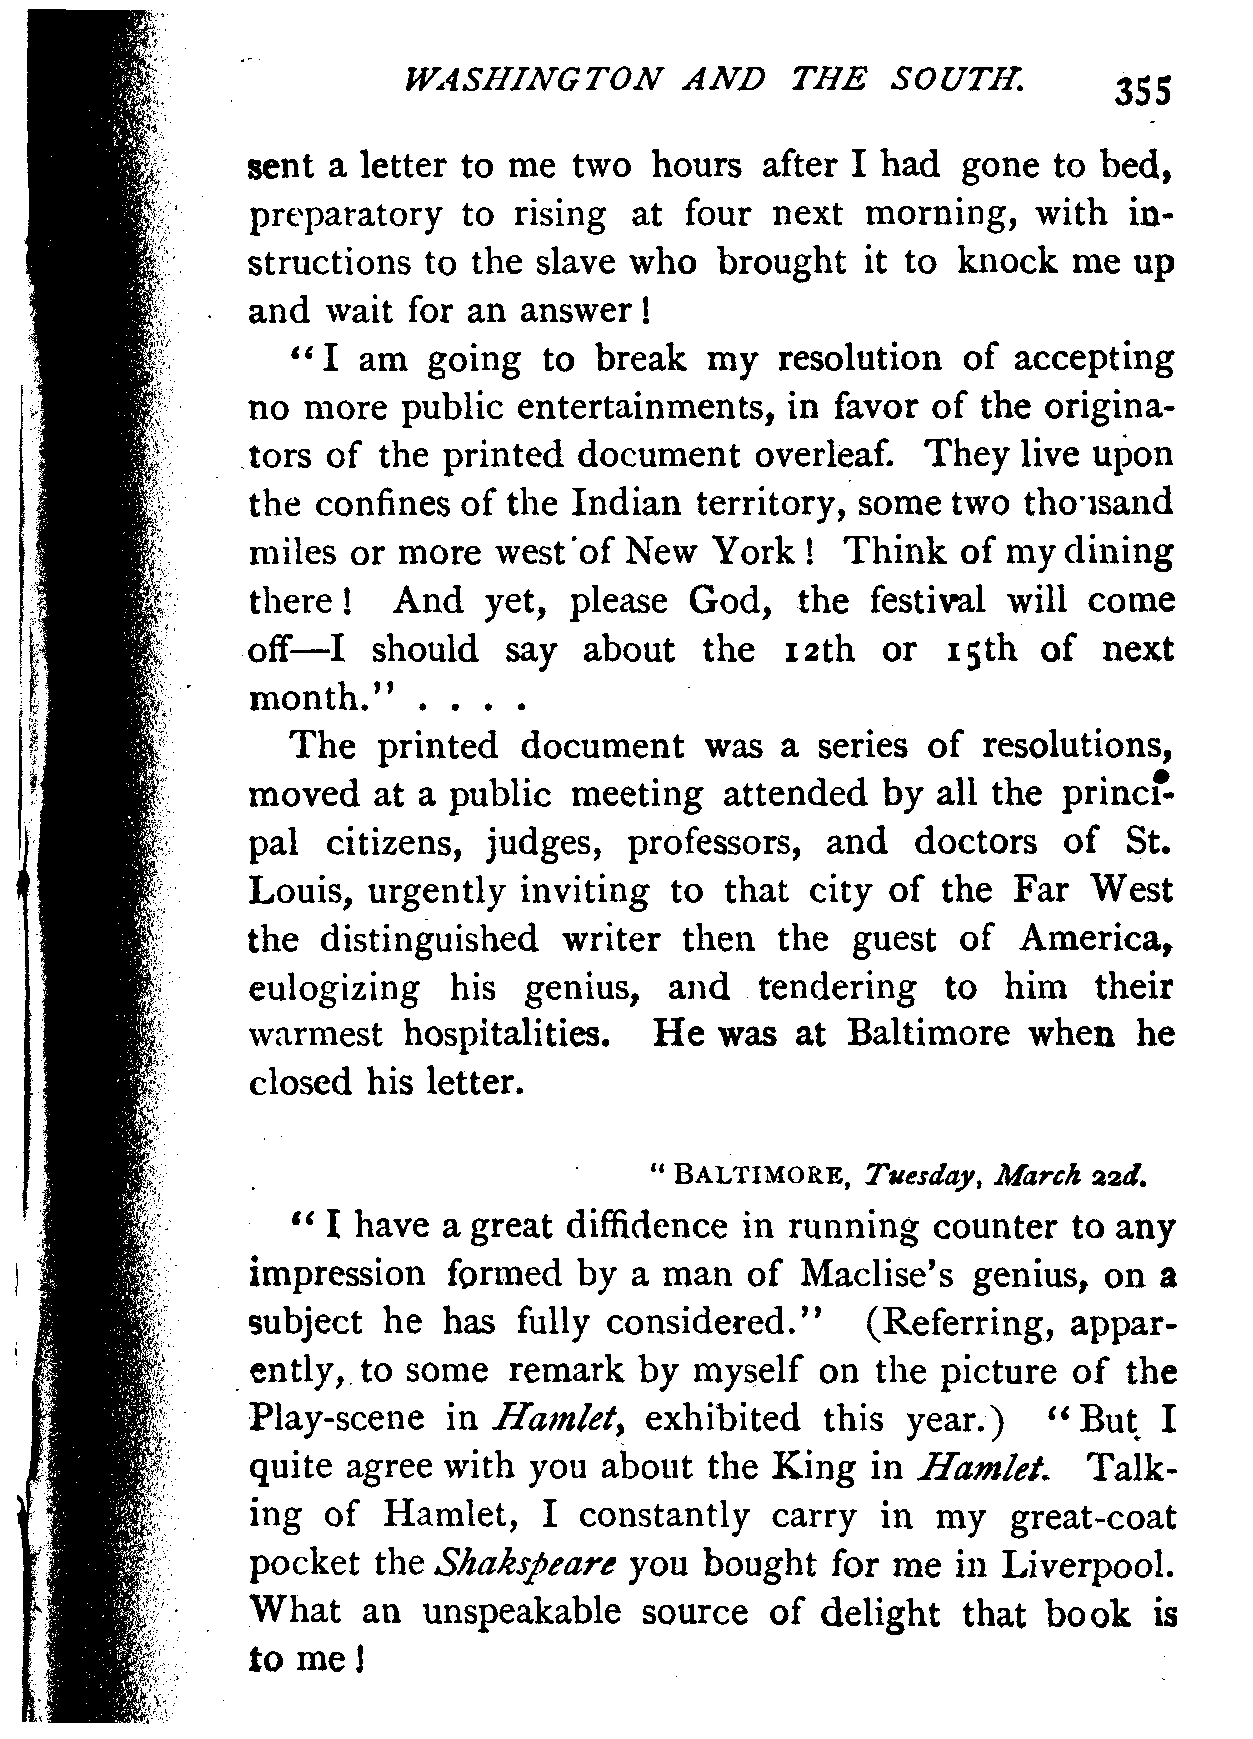 WASHINGTON AND THE SOUTH. 355
sent a letter to me two hours after I had gone to bed,
preparatory to rising at four next morning, with in-
structions to the slave who brought it to knock me up
and wait for an answer!
“I am going to break my resolution of accepting
no more public entertainments, in favor of the origina-
tors of the printed document overleaf. They live upon
the confines of the Indian territory, some two thousand
miles or more west of New York! Think of my dining
there! And yet, please God, the festival will come
off—I should say about the 12th or 15th of next
month.” . . . .
The printed document was a series of resolutions,
moved at a public meeting attended by all the princi-
pal citizens, judges, professors, and doctors of St.
Louis, urgently inviting to that city of the Far West
the distinguished writer then the guest of America,
eulogizing his genius, and tendering to him their
warmest hospitalities. He was at Baltimore when he
closed his letter.
“BALTIMORE, Tuesday, March 22d.
“I have a great diffidence in running counter to any
impression formed by a man of Maclise’s genius, on a
subject he has fully considered.” (Referring, appar-
ently, to some remark by myself on the picture of the
Play-scene in Hamlet, exhibited this year.) “But I
quite agree with you about the King in Hamlet. Talk-
ing of Hamlet, I constantly carry in my great-coat
pocket the Shakspeare you bought for me in Liverpool.
What an unspeakable source of delight that book is
to me!